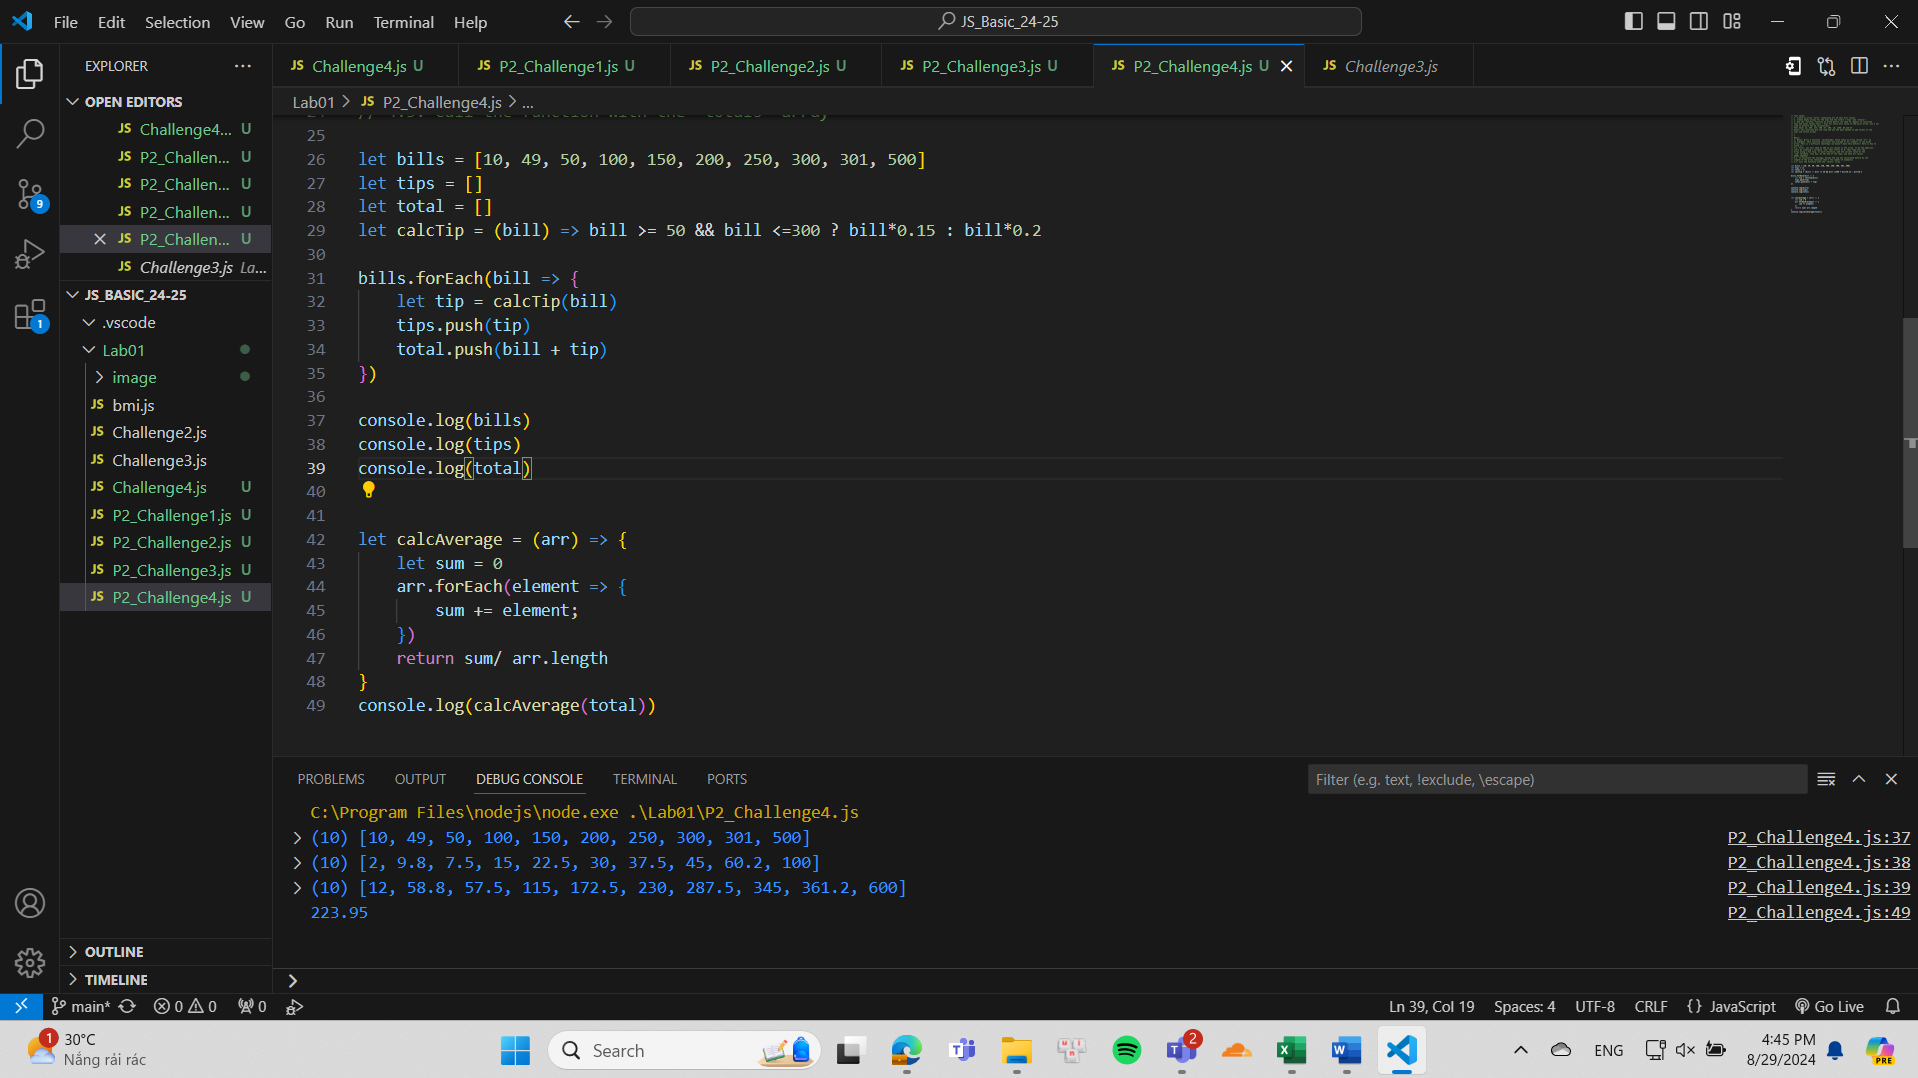 File Edit Selection View Go Run Terminal Help
JS_Basic_24-25
EXPLORER
OPEN EDITORS
JS Challenge4... U
JS P2_Challen... U
JS P2_Challen... U
JS P2_Challen... U
JS P2_Challen... U
JS Challenge3.js La...
JS_BASIC_24-25
.vscode
Lab01
image
JS bmi.js
JS Challenge2.js
JS Challenge3.js
JS Challenge4.js U
JS P2_Challenge1.js U
JS P2_Challenge2.js U
JS P2_Challenge3.js U
JS P2_Challenge4.js U
OUTLINE
TIMELINE
9
1
JS Challenge4.js U JS P2_Challenge1.js U JS P2_Challenge2.js U JS P2_Challenge3.js U JS P2_Challenge4.js U JS Challenge3.js
Lab01 > JS P2_Challenge4.js > ...
25
26 let bills = [10, 49, 50, 100, 150, 200, 250, 300, 301, 500]
27 let tips = []
28 let total = []
29 let calcTip = (bill) => bill >= 50 && bill <=300 ? bill*0.15 : bill*0.2
30
31 bills.forEach(bill => {
32 let tip = calcTip(bill)
33 tips.push(tip)
34 total.push(bill + tip)
35 })
36
37 console.log(bills)
38 console.log(tips)
39 console.log(total)
40
41
42 let calcAverage = (arr) => {
43 let sum = 0
44 arr.forEach(element => {
45 sum += element;
46 })
47 return sum/ arr.length
48 }
49 console.log(calcAverage(total))
PROBLEMS OUTPUT DEBUG CONSOLE TERMINAL PORTS
Filter (e.g. text, !exclude, \escape)
C:\Program Files\nodejs\node.exe .\Lab01\P2_Challenge4.js
> (10) [10, 49, 50, 100, 150, 200, 250, 300, 301, 500] P2_Challenge4.js:37
> (10) [2, 9.8, 7.5, 15, 22.5, 30, 37.5, 45, 60.2, 100] P2_Challenge4.js:38
> (10) [12, 58.8, 57.5, 115, 172.5, 230, 287.5, 345, 361.2, 600] P2_Challenge4.js:39
223.95 P2_Challenge4.js:49
>
main* 0 0 0 Ln 39, Col 19 Spaces: 4 UTF-8 CRLF {} JavaScript Go Live
1
30°C
Nắng rải rác
Search
2
ENG
4:45 PM
8/29/2024
PRE